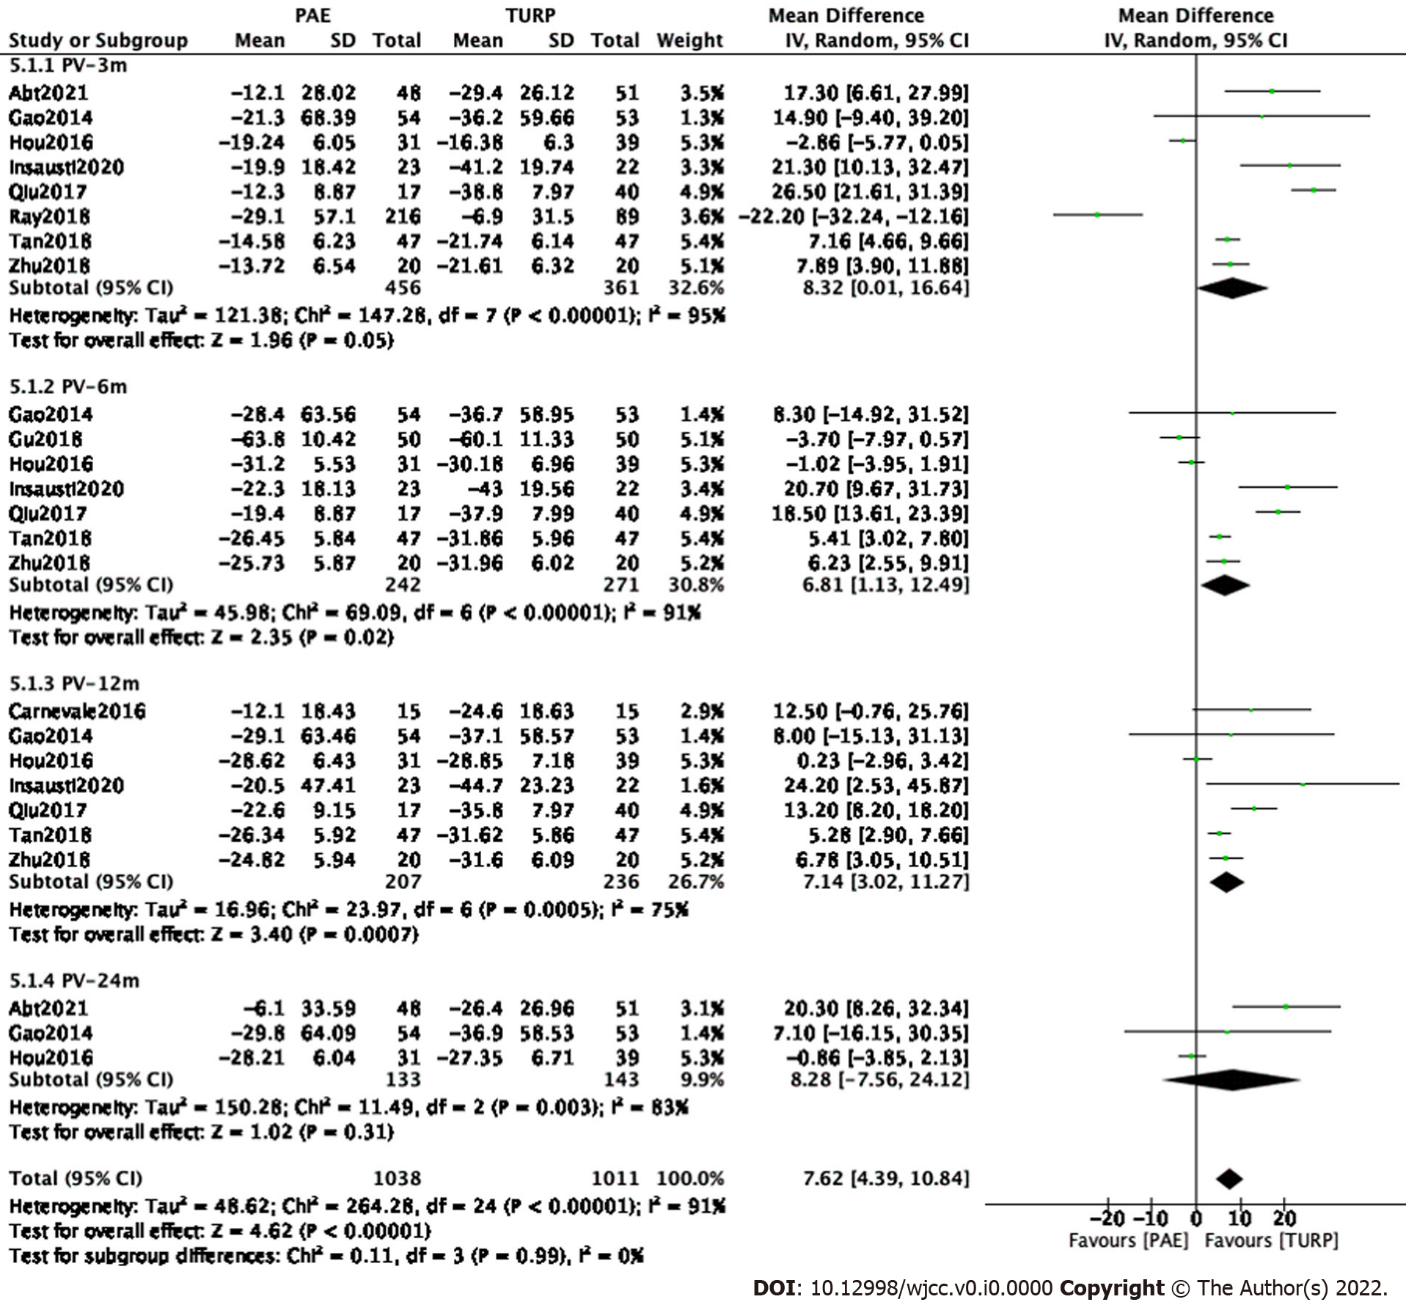 PAE TURP Mean Difference Mean Difference
Study or Subgroup Mean SD Total Mean SD Total Weight IV, Random, 95% CI IV, Random, 95% CI
5.1.1 PV-3m
Abt2021 -12.1 28.02 48 -29.4 26.12 51 3.5% 17.30 [6.61, 27.99]
Gao2014 -21.3 68.39 54 -36.2 59.66 53 1.3% 14.90 [-9.40, 39.20]
Hou2016 -19.24 6.05 31 -16.38 6.3 39 5.3% -2.86 [-5.77, 0.05]
Insausti2020 -19.9 18.42 23 -41.2 19.74 22 3.3% 21.30 [10.13, 32.47]
Qiu2017 -12.3 8.87 17 -38.8 7.97 40 4.9% 26.50 [21.61, 31.39]
Ray2018 -29.1 57.1 216 -6.9 31.5 89 3.6% -22.20 [-32.24, -12.16]
Tan2018 -14.58 6.23 47 -21.74 6.14 47 5.4% 7.16 [4.66, 9.66]
Zhu2018 -13.72 6.54 20 -21.61 6.32 20 5.1% 7.89 [3.90, 11.88]
Subtotal (95% CI) 456 361 32.6% 8.32 [0.01, 16.64]
Heterogeneity: Tau² = 121.38; Chi² = 147.28, df = 7 (P < 0.00001); I² = 95%
Test for overall effect: Z = 1.96 (P = 0.05)
5.1.2 PV-6m
Gao2014 -28.4 63.56 54 -36.7 58.95 53 1.4% 8.30 [-14.92, 31.52]
Gu2018 -63.8 10.42 50 -60.1 11.33 50 5.1% -3.70 [-7.97, 0.57]
Hou2016 -31.2 5.53 31 -30.18 6.96 39 5.3% -1.02 [-3.95, 1.91]
Insausti2020 -22.3 18.13 23 -43 19.56 22 3.4% 20.70 [9.67, 31.73]
Qiu2017 -19.4 8.87 17 -37.9 7.99 40 4.9% 18.50 [13.61, 23.39]
Tan2018 -26.45 5.84 47 -31.86 5.96 47 5.4% 5.41 [3.02, 7.80]
Zhu2018 -25.73 5.87 20 -31.96 6.02 20 5.2% 6.23 [2.55, 9.91]
Subtotal (95% CI) 242 271 30.8% 6.81 [1.13, 12.49]
Heterogeneity: Tau² = 45.98; Chi² = 69.09, df = 6 (P < 0.00001); I² = 91%
Test for overall effect: Z = 2.35 (P = 0.02)
5.1.3 PV-12m
Carnevale2016 -12.1 18.43 15 -24.6 18.63 15 2.9% 12.50 [-0.76, 25.76]
Gao2014 -29.1 63.46 54 -37.1 58.57 53 1.4% 8.00 [-15.13, 31.13]
Hou2016 -28.62 6.43 31 -28.85 7.18 39 5.3% 0.23 [-2.96, 3.42]
Insausti2020 -20.5 47.41 23 -44.7 23.23 22 1.6% 24.20 [2.53, 45.87]
Qiu2017 -22.6 9.15 17 -35.8 7.97 40 4.9% 13.20 [8.20, 18.20]
Tan2018 -26.34 5.92 47 -31.62 5.86 47 5.4% 5.28 [2.90, 7.66]
Zhu2018 -24.82 5.94 20 -31.6 6.09 20 5.2% 6.78 [3.05, 10.51]
Subtotal (95% CI) 207 236 26.7% 7.14 [3.02, 11.27]
Heterogeneity: Tau² = 16.96; Chi² = 23.97, df = 6 (P = 0.0005); I² = 75%
Test for overall effect: Z = 3.40 (P = 0.0007)
5.1.4 PV-24m
Abt2021 -6.1 33.59 48 -26.4 26.96 51 3.1% 20.30 [8.26, 32.34]
Gao2014 -29.8 64.09 54 -36.9 58.53 53 1.4% 7.10 [-16.15, 30.35]
Hou2016 -28.21 6.04 31 -27.35 6.71 39 5.3% -0.86 [-3.85, 2.13]
Subtotal (95% CI) 133 143 9.9% 8.28 [-7.56, 24.12]
Heterogeneity: Tau² = 150.28; Chi² = 11.49, df = 2 (P = 0.003); I² = 83%
Test for overall effect: Z = 1.02 (P = 0.31)
Total (95% CI) 1038 1011 100.0% 7.62 [4.39, 10.84]
Heterogeneity: Tau² = 48.62; Chi² = 264.28, df = 24 (P < 0.00001); I² = 91%
Test for overall effect: Z = 4.62 (P < 0.00001)
Test for subgroup differences: Chi² = 0.11, df = 3 (P = 0.99), I² = 0%
-20 -10 0 10 20
Favours [PAE] Favours [TURP]
DOI: 10.12998/wjcc.v0.i0.0000 Copyright © The Author(s) 2022.